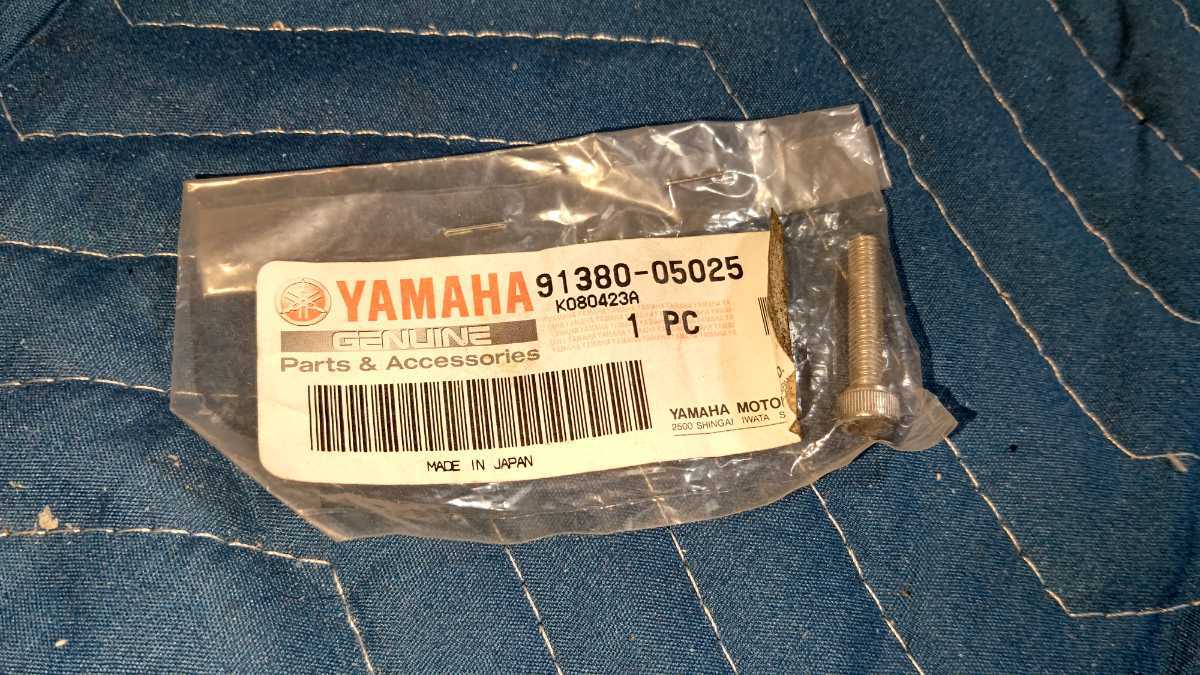 YAMAHA 91380-05025
K080423A
GENUINE 1 PC
Parts & Accessories
YAMAHA MOTO
2500 SHINGAI IWATA S
MADE IN JAPAN